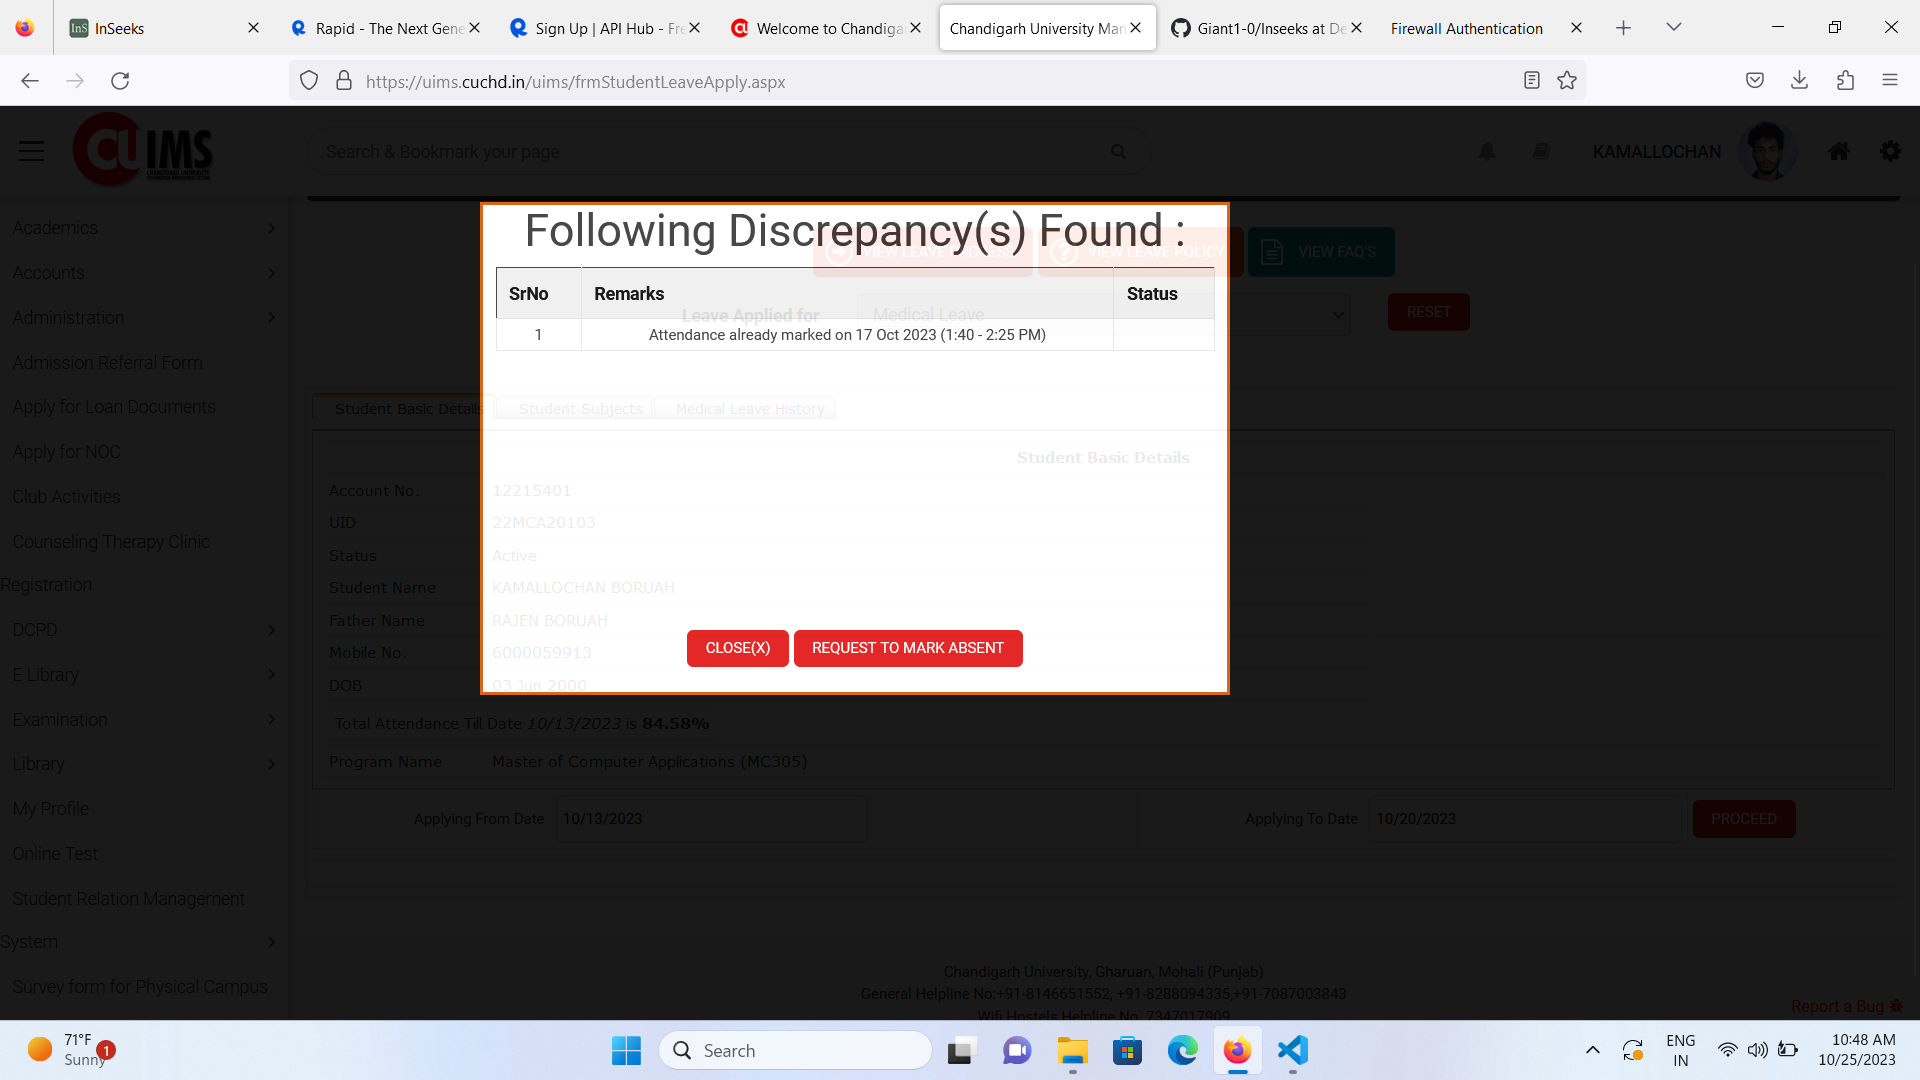 InSeeks
Rapid - The Next Gene
Sign Up | API Hub - Fre
Welcome to Chandigar
Chandigarh University Man
Giant1-0/Inseeks at De
Firewall Authentication
https://uims.cuchd.in/uims/frmStudentLeaveApply.aspx
CU IMS
Search & Bookmark your page
KAMALLOCHAN
Academics
Accounts
Administration
Admission Referral Form
Apply for Loan Documents
Apply for NOC
Club Activities
Counseling Therapy Clinic
Registration
DCPD
E Library
Examination
Library
My Profile
Online Test
Student Relation Management
System
Survey form for Physical Campus
Following Discrepancy(s) Found :
VIEW LEAVE PROCESS
VIEW LEAVE POLICY
VIEW FAQ'S
SrNo Remarks Status
Leave Applied for Medical Leave
RESET
1 Attendance already marked on 17 Oct 2023 (1:40 - 2:25 PM)
Student Basic Details Student Subjects Medical Leave History
Student Basic Details
Account No. 12215401
UID 22MCA20103
Status Active
Student Name KAMALLOCHAN BORUAH
Father Name RAJEN BORUAH
Mobile No. 6000059913
CLOSE(X) REQUEST TO MARK ABSENT
DOB 03 Jun 2000
Total Attendance Till Date 10/13/2023 is 84.58%
Program Name Master of Computer Applications (MC305)
Applying From Date 10/13/2023 Applying To Date 10/20/2023 PROCEED
Chandigarh University, Gharuan, Mohali (Punjab)
General Helpline No:+91-8146651552, +91-8288094335,+91-7087003843
Wifi Hostels Helpline No. 7347017909
Report a Bug
71°F
Sunny
1
Search
ENG
IN
10:48 AM
10/25/2023